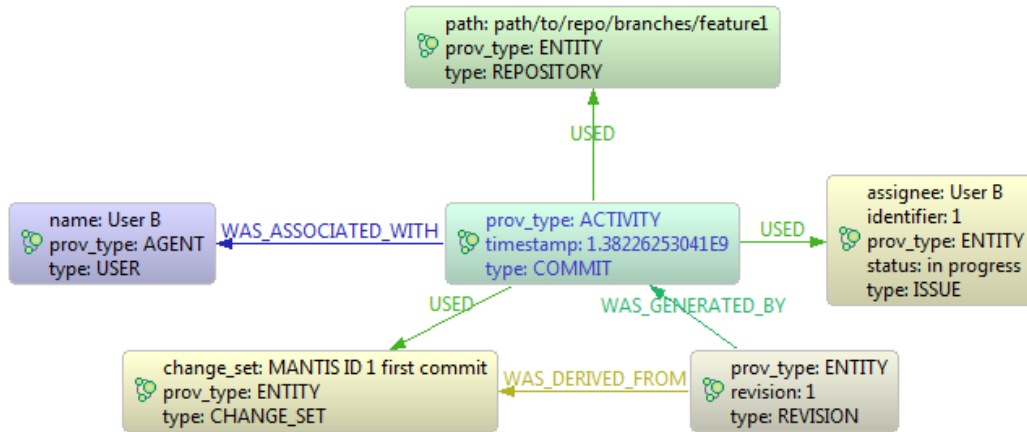 path: path/to/repo/branches/feature1
prov_type: ENTITY
type: REPOSITORY
USED
name: User B
prov_type: AGENT
type: USER
WAS_ASSOCIATED_WITH
prov_type: ACTIVITY
timestamp: 1.38226253041E9
type: COMMIT
USED
assignee: User B
identifier: 1
prov_type: ENTITY
status: in progress
type: ISSUE
USED
WAS_GENERATED_BY
change_set: MANTIS ID 1 first commit
prov_type: ENTITY
type: CHANGE_SET
WAS_DERIVED_FROM
prov_type: ENTITY
revision: 1
type: REVISION